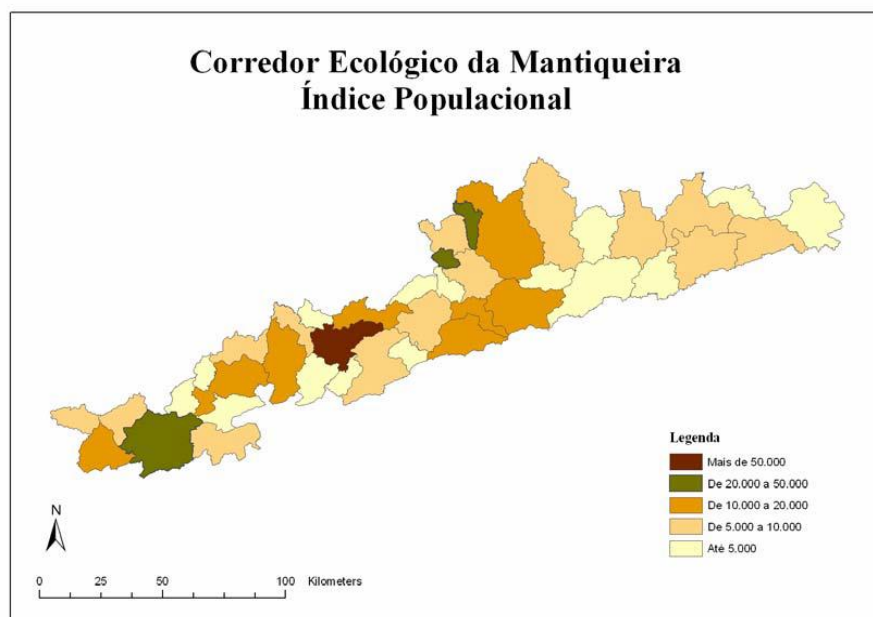 Corredor Ecológico da Mantiqueira
Índice Populacional
Legenda
Mais de 50.000
De 20.000 a 50.000
De 10.000 a 20.000
De 5.000 a 10.000
Até 5.000
N
0 25 50 100 Kilometers